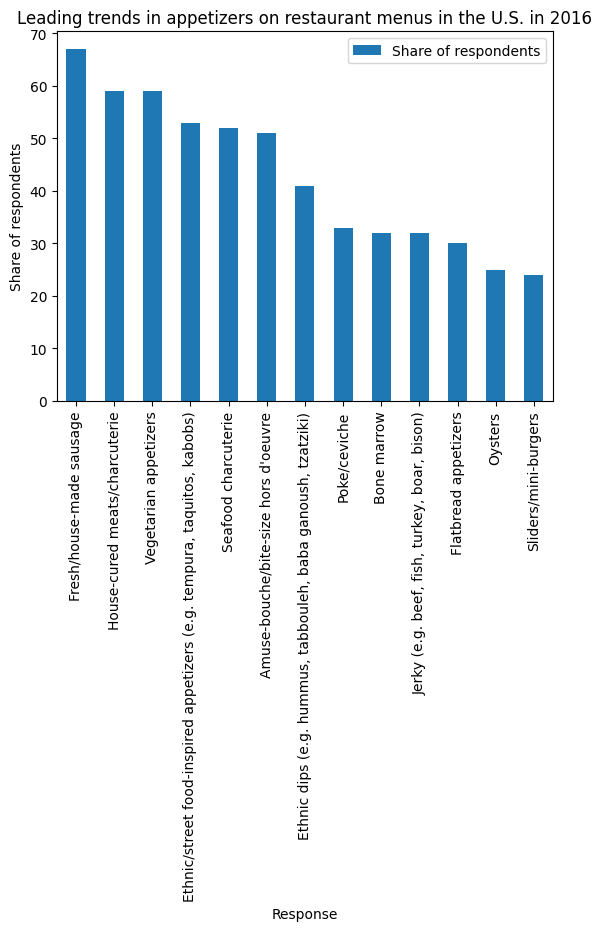 Leading trends in appetizers on restaurant menus in the U.S. in 2016
Share of respondents
Share of respondents
70
60
50
40
30
20
10
0
Fresh/house-made sausage
House-cured meats/charcuterie
Vegetarian appetizers
Ethnic/street food-inspired appetizers (e.g. tempura, taquitos, kabobs)
Seafood charcuterie
Amuse-bouche/bite-size hors d'oeuvre
Ethnic dips (e.g. hummus, tabbouleh, baba ganoush, tzatziki)
Poke/ceviche
Bone marrow
Jerky (e.g. beef, fish, turkey, boar, bison)
Flatbread appetizers
Oysters
Sliders/mini-burgers
Response